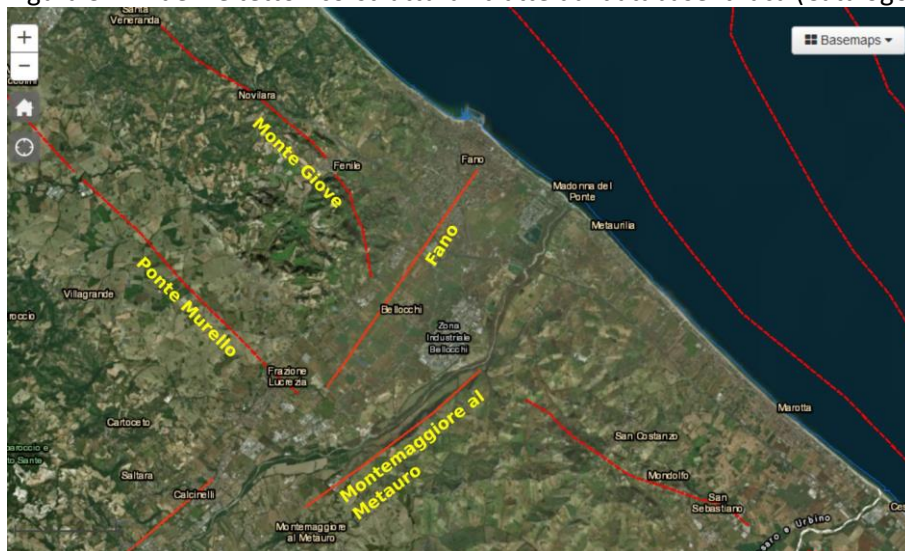 Santa
Veneranda
+
Basemaps
−
Novilara
Monte Giove
Fenile
Fano
Madonna del
Ponte
Metaurilia
Fano
Ponte Murello
Villagrande
Bellocchi
Zona
Industriale
Bellocchi
Frazione
Lucrezia
Marotta
Cartoceto
Montemaggiore al
Metauro
San Costanzo
Saltara
Mondolfo
Calcinelli
San
Sebastiano
Montemaggiore
al Metauro